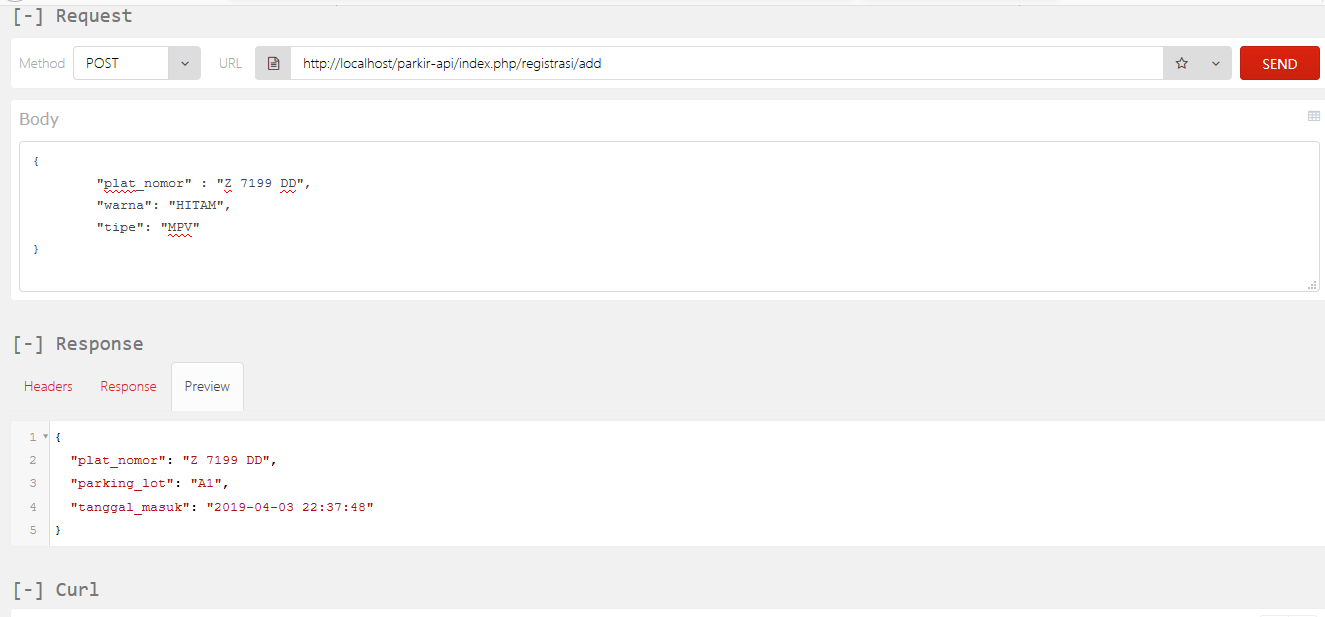 [-] Request
Method POST URL http://localhost/parkir-api/index.php/registrasi/add SEND
Body
{
"plat_nomor" : "Z 7199 DD",
"warna": "HITAM",
"tipe": "MPV"
}
[-] Response
Headers Response Preview
1 {
2 "plat_nomor": "Z 7199 DD",
3 "parking_lot": "A1",
4 "tanggal_masuk": "2019-04-03 22:37:48"
5 }
[-] Curl